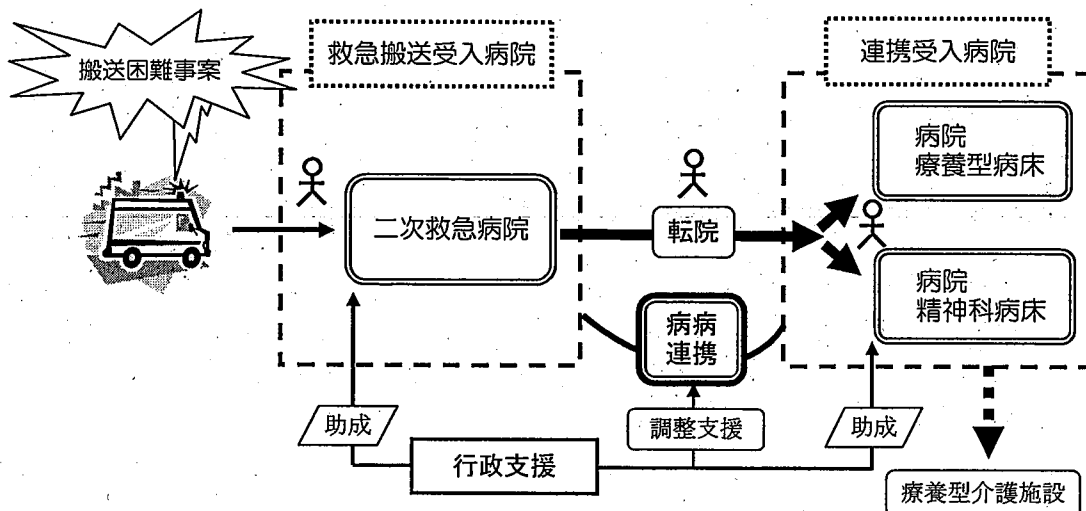 搬送困難事案
救急搬送受入病院
連携受入病院
病院
療養型病床
二次救急病院
転院
病院
精神科病床
病病
連携
助成
調整支援
助成
行政支援
療養型介護施設